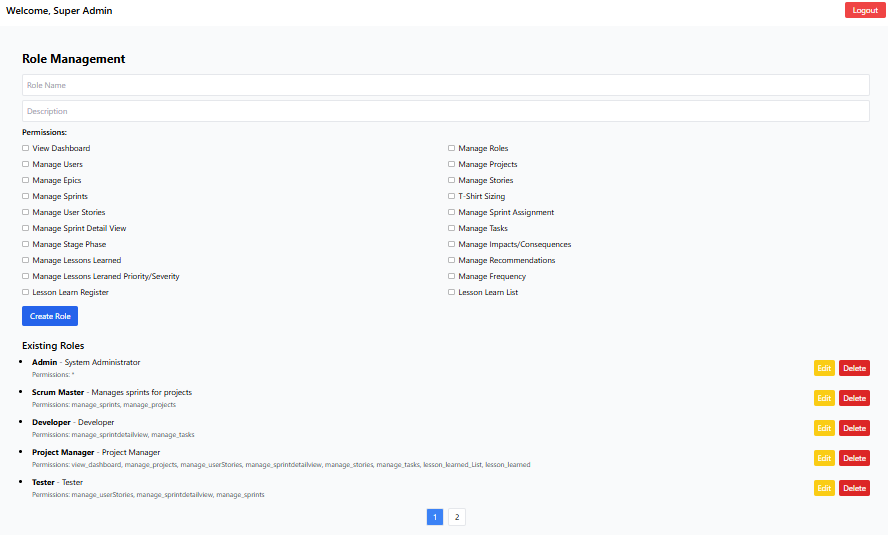 Welcome, Super Admin
Logout
Role Management
Role Name
Description
Permissions:
View Dashboard
Manage Roles
Manage Users
Manage Projects
Manage Epics
Manage Stories
Manage Sprints
T-Shirt Sizing
Manage User Stories
Manage Sprint Assignment
Manage Sprint Detail View
Manage Tasks
Manage Stage Phase
Manage Impacts/Consequences
Manage Lessons Learned
Manage Recommendations
Manage Lessons Leraned Priority/Severity
Manage Frequency
Lesson Learn Register
Lesson Learn List
Create Role
Existing Roles
Admin - System Administrator
Permissions: *
Edit Delete
Scrum Master - Manages sprints for projects
Permissions: manage_sprints, manage_projects
Edit Delete
Developer - Developer
Permissions: manage_sprintdetailview, manage_tasks
Edit Delete
Project Manager - Project Manager
Permissions: view_dashboard, manage_projects, manage_userStories, manage_sprintdetailview, manage_stories, manage_tasks, lesson_learned_List, lesson_learned
Edit Delete
Tester - Tester
Permissions: manage_userStories, manage_sprintdetailview, manage_sprints
Edit Delete
1 2